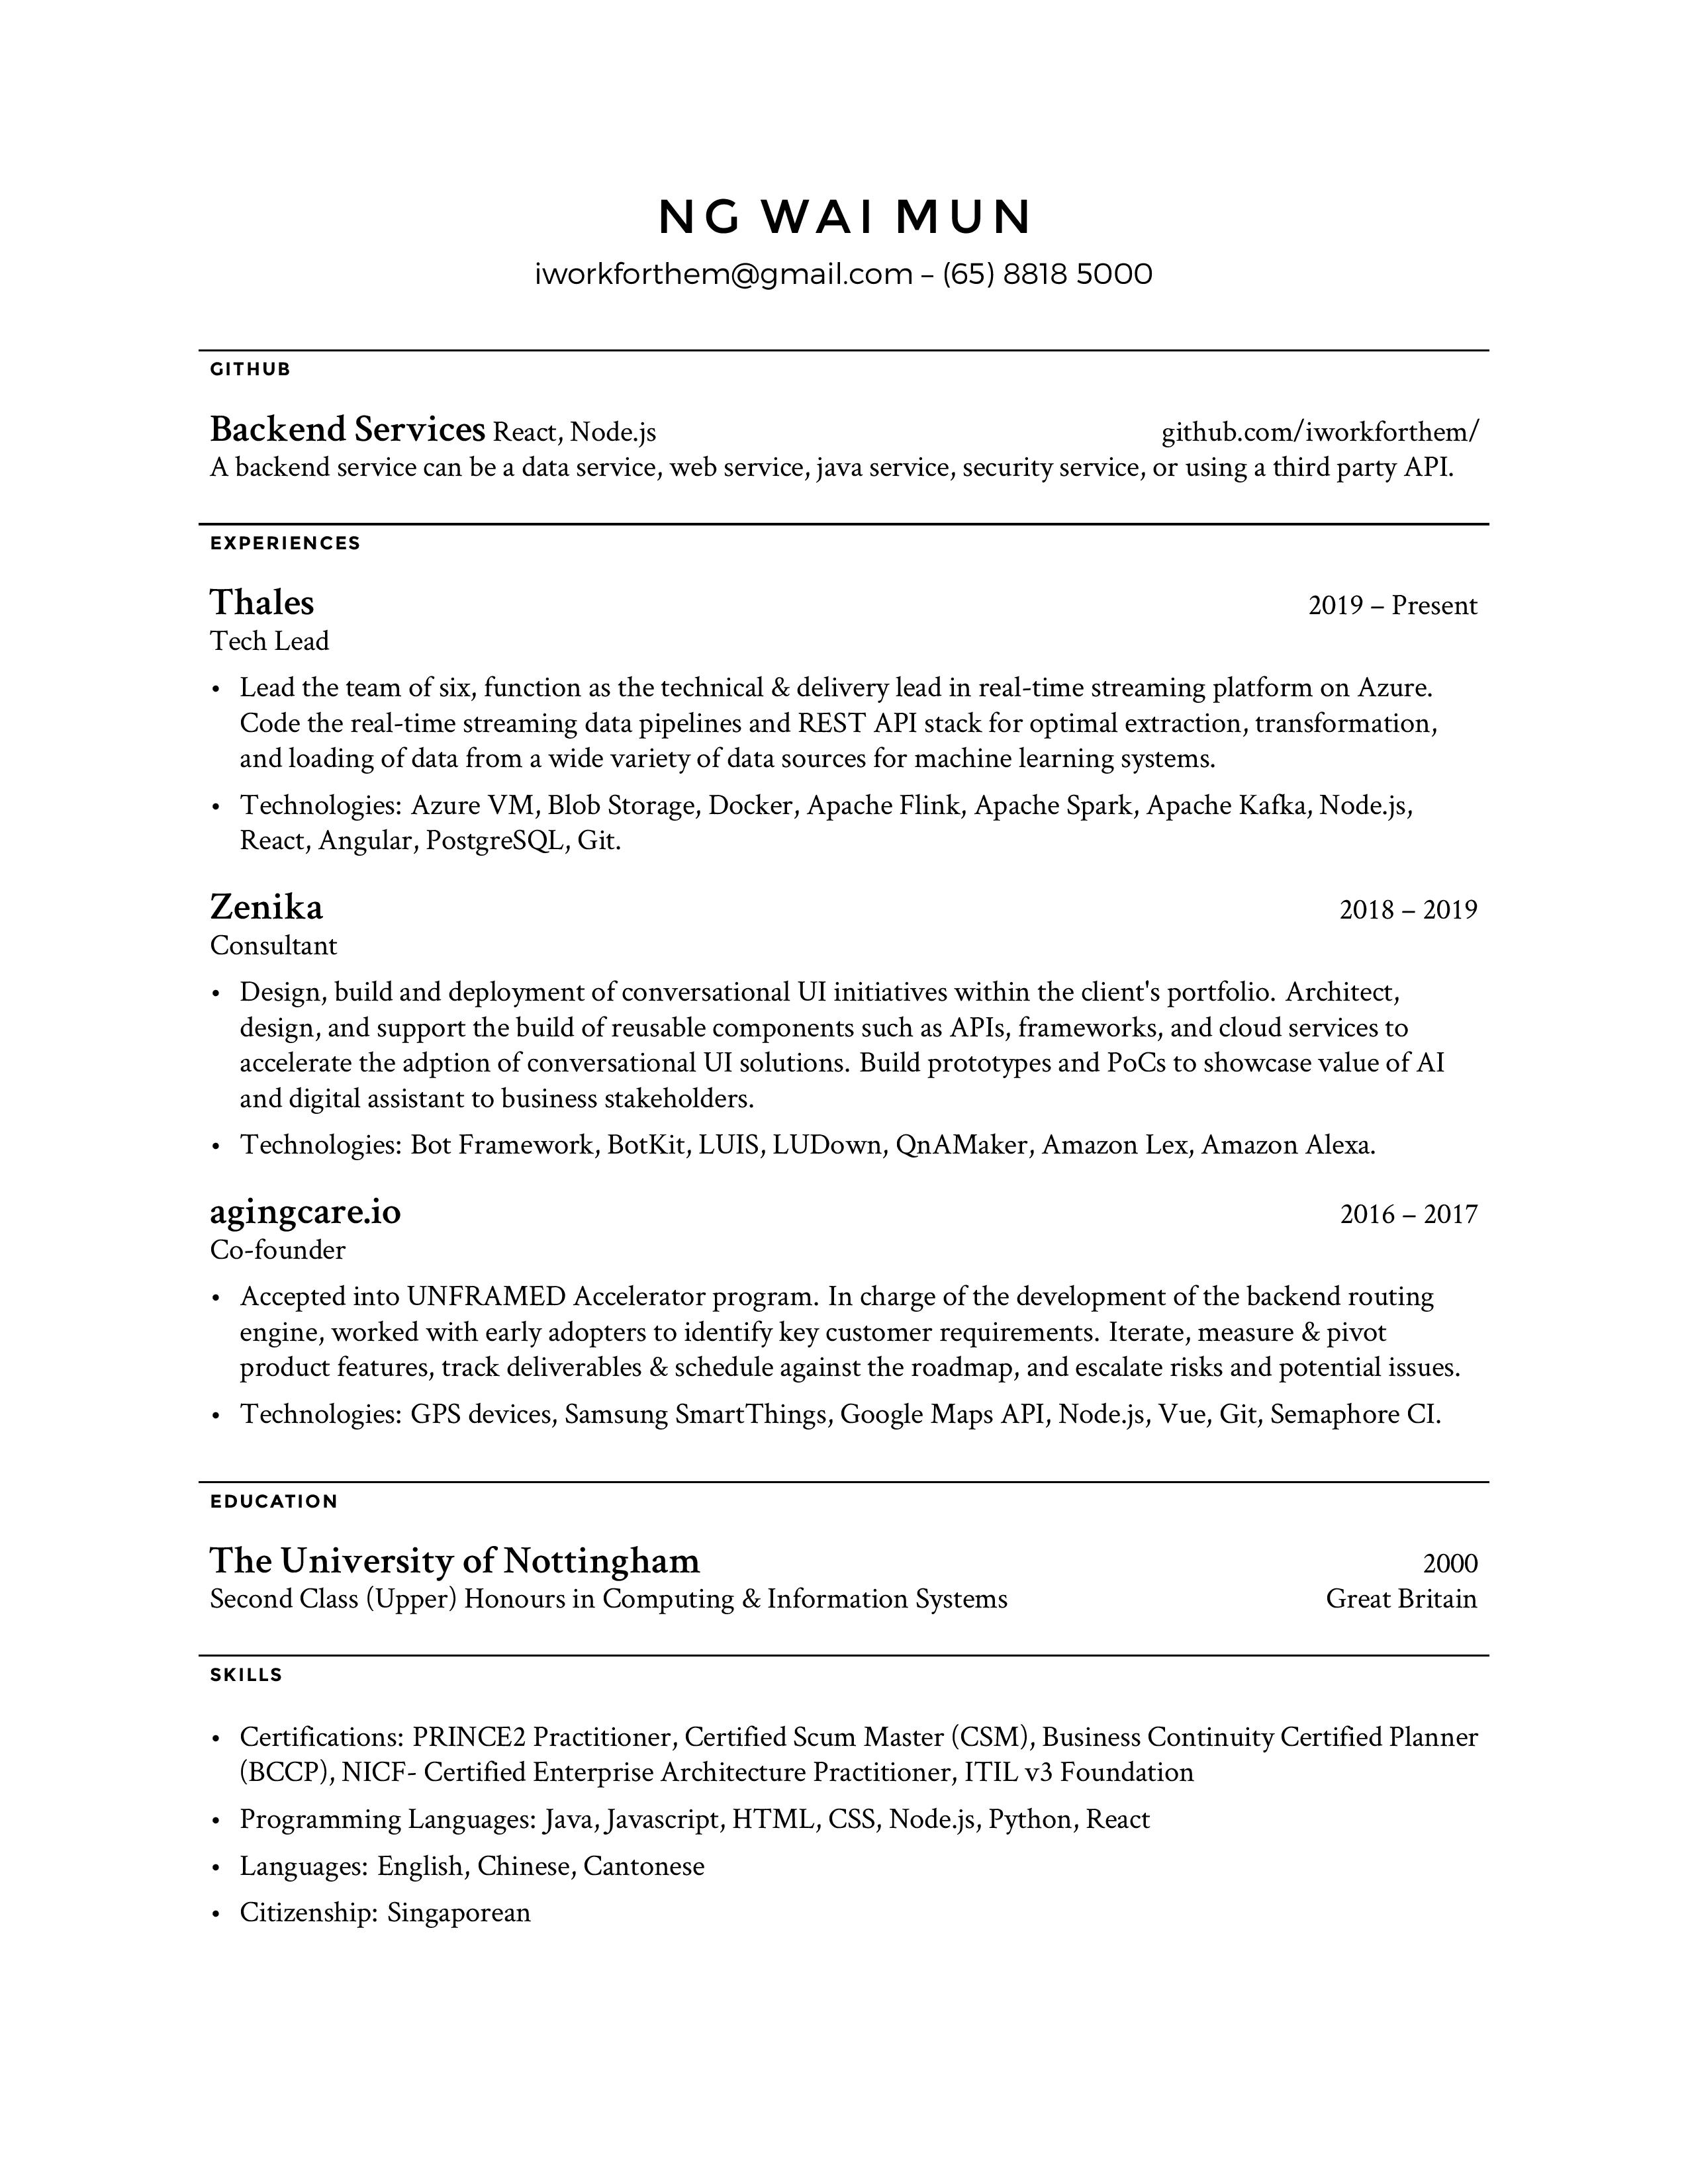 NG WAI MUN
iworkforthem@gmail.com – (65) 8818 5000
GITHUB
Backend Services React, Node.js github.com/iworkforthem/
A backend service can be a data service, web service, java service, security service, or using a third party API.
EXPERIENCES
Thales 2019 – Present
Tech Lead
• Lead the team of six, function as the technical & delivery lead in real-time streaming platform on Azure.
Code the real-time streaming data pipelines and REST API stack for optimal extraction, transformation,
and loading of data from a wide variety of data sources for machine learning systems.
• Technologies: Azure VM, Blob Storage, Docker, Apache Flink, Apache Spark, Apache Kafka, Node.js,
React, Angular, PostgreSQL, Git.
Zenika 2018 – 2019
Consultant
• Design, build and deployment of conversational UI initiatives within the client's portfolio. Architect,
design, and support the build of reusable components such as APIs, frameworks, and cloud services to
accelerate the adption of conversational UI solutions. Build prototypes and PoCs to showcase value of AI
and digital assistant to business stakeholders.
• Technologies: Bot Framework, BotKit, LUIS, LUDown, QnAMaker, Amazon Lex, Amazon Alexa.
agingcare.io 2016 – 2017
Co-founder
• Accepted into UNFRAMED Accelerator program. In charge of the development of the backend routing
engine, worked with early adopters to identify key customer requirements. Iterate, measure & pivot
product features, track deliverables & schedule against the roadmap, and escalate risks and potential issues.
• Technologies: GPS devices, Samsung SmartThings, Google Maps API, Node.js, Vue, Git, Semaphore CI.
EDUCATION
The University of Nottingham 2000
Second Class (Upper) Honours in Computing & Information Systems Great Britain
SKILLS
• Certifications: PRINCE2 Practitioner, Certified Scum Master (CSM), Business Continuity Certified Planner
(BCCP), NICF- Certified Enterprise Architecture Practitioner, ITIL v3 Foundation
• Programming Languages: Java, Javascript, HTML, CSS, Node.js, Python, React
• Languages: English, Chinese, Cantonese
• Citizenship: Singaporean